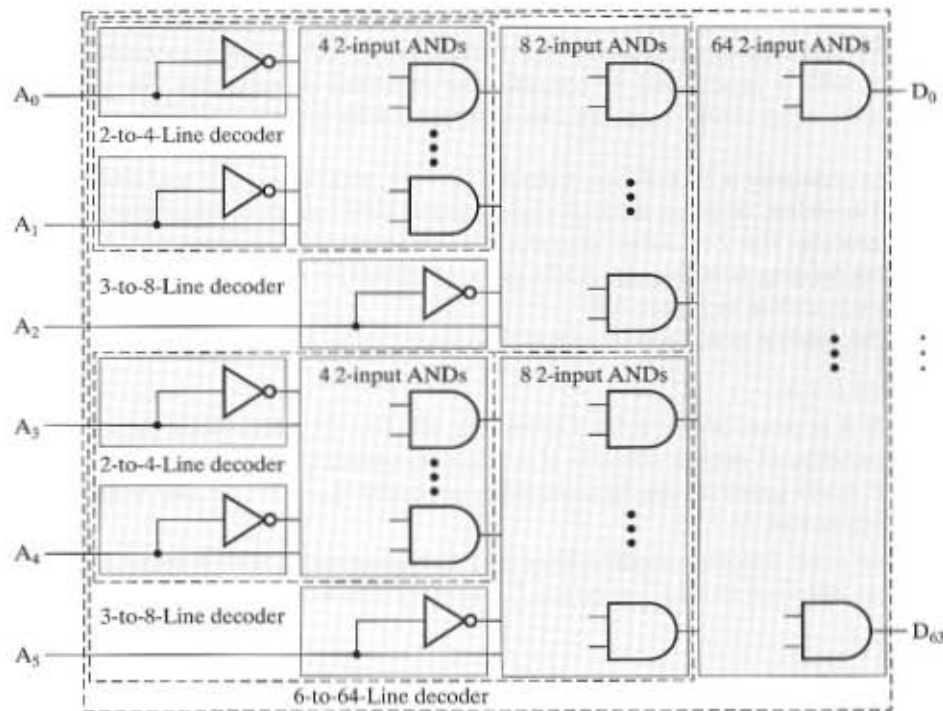 4 2-input ANDs
8 2-input ANDs
64 2-input ANDs
A0
D0
2-to-4-Line decoder
A1
3-to-8-Line decoder
A2
4 2-input ANDs
8 2-input ANDs
A3
2-to-4-Line decoder
A4
3-to-8-Line decoder
D63
A5
6-to-64-Line decoder